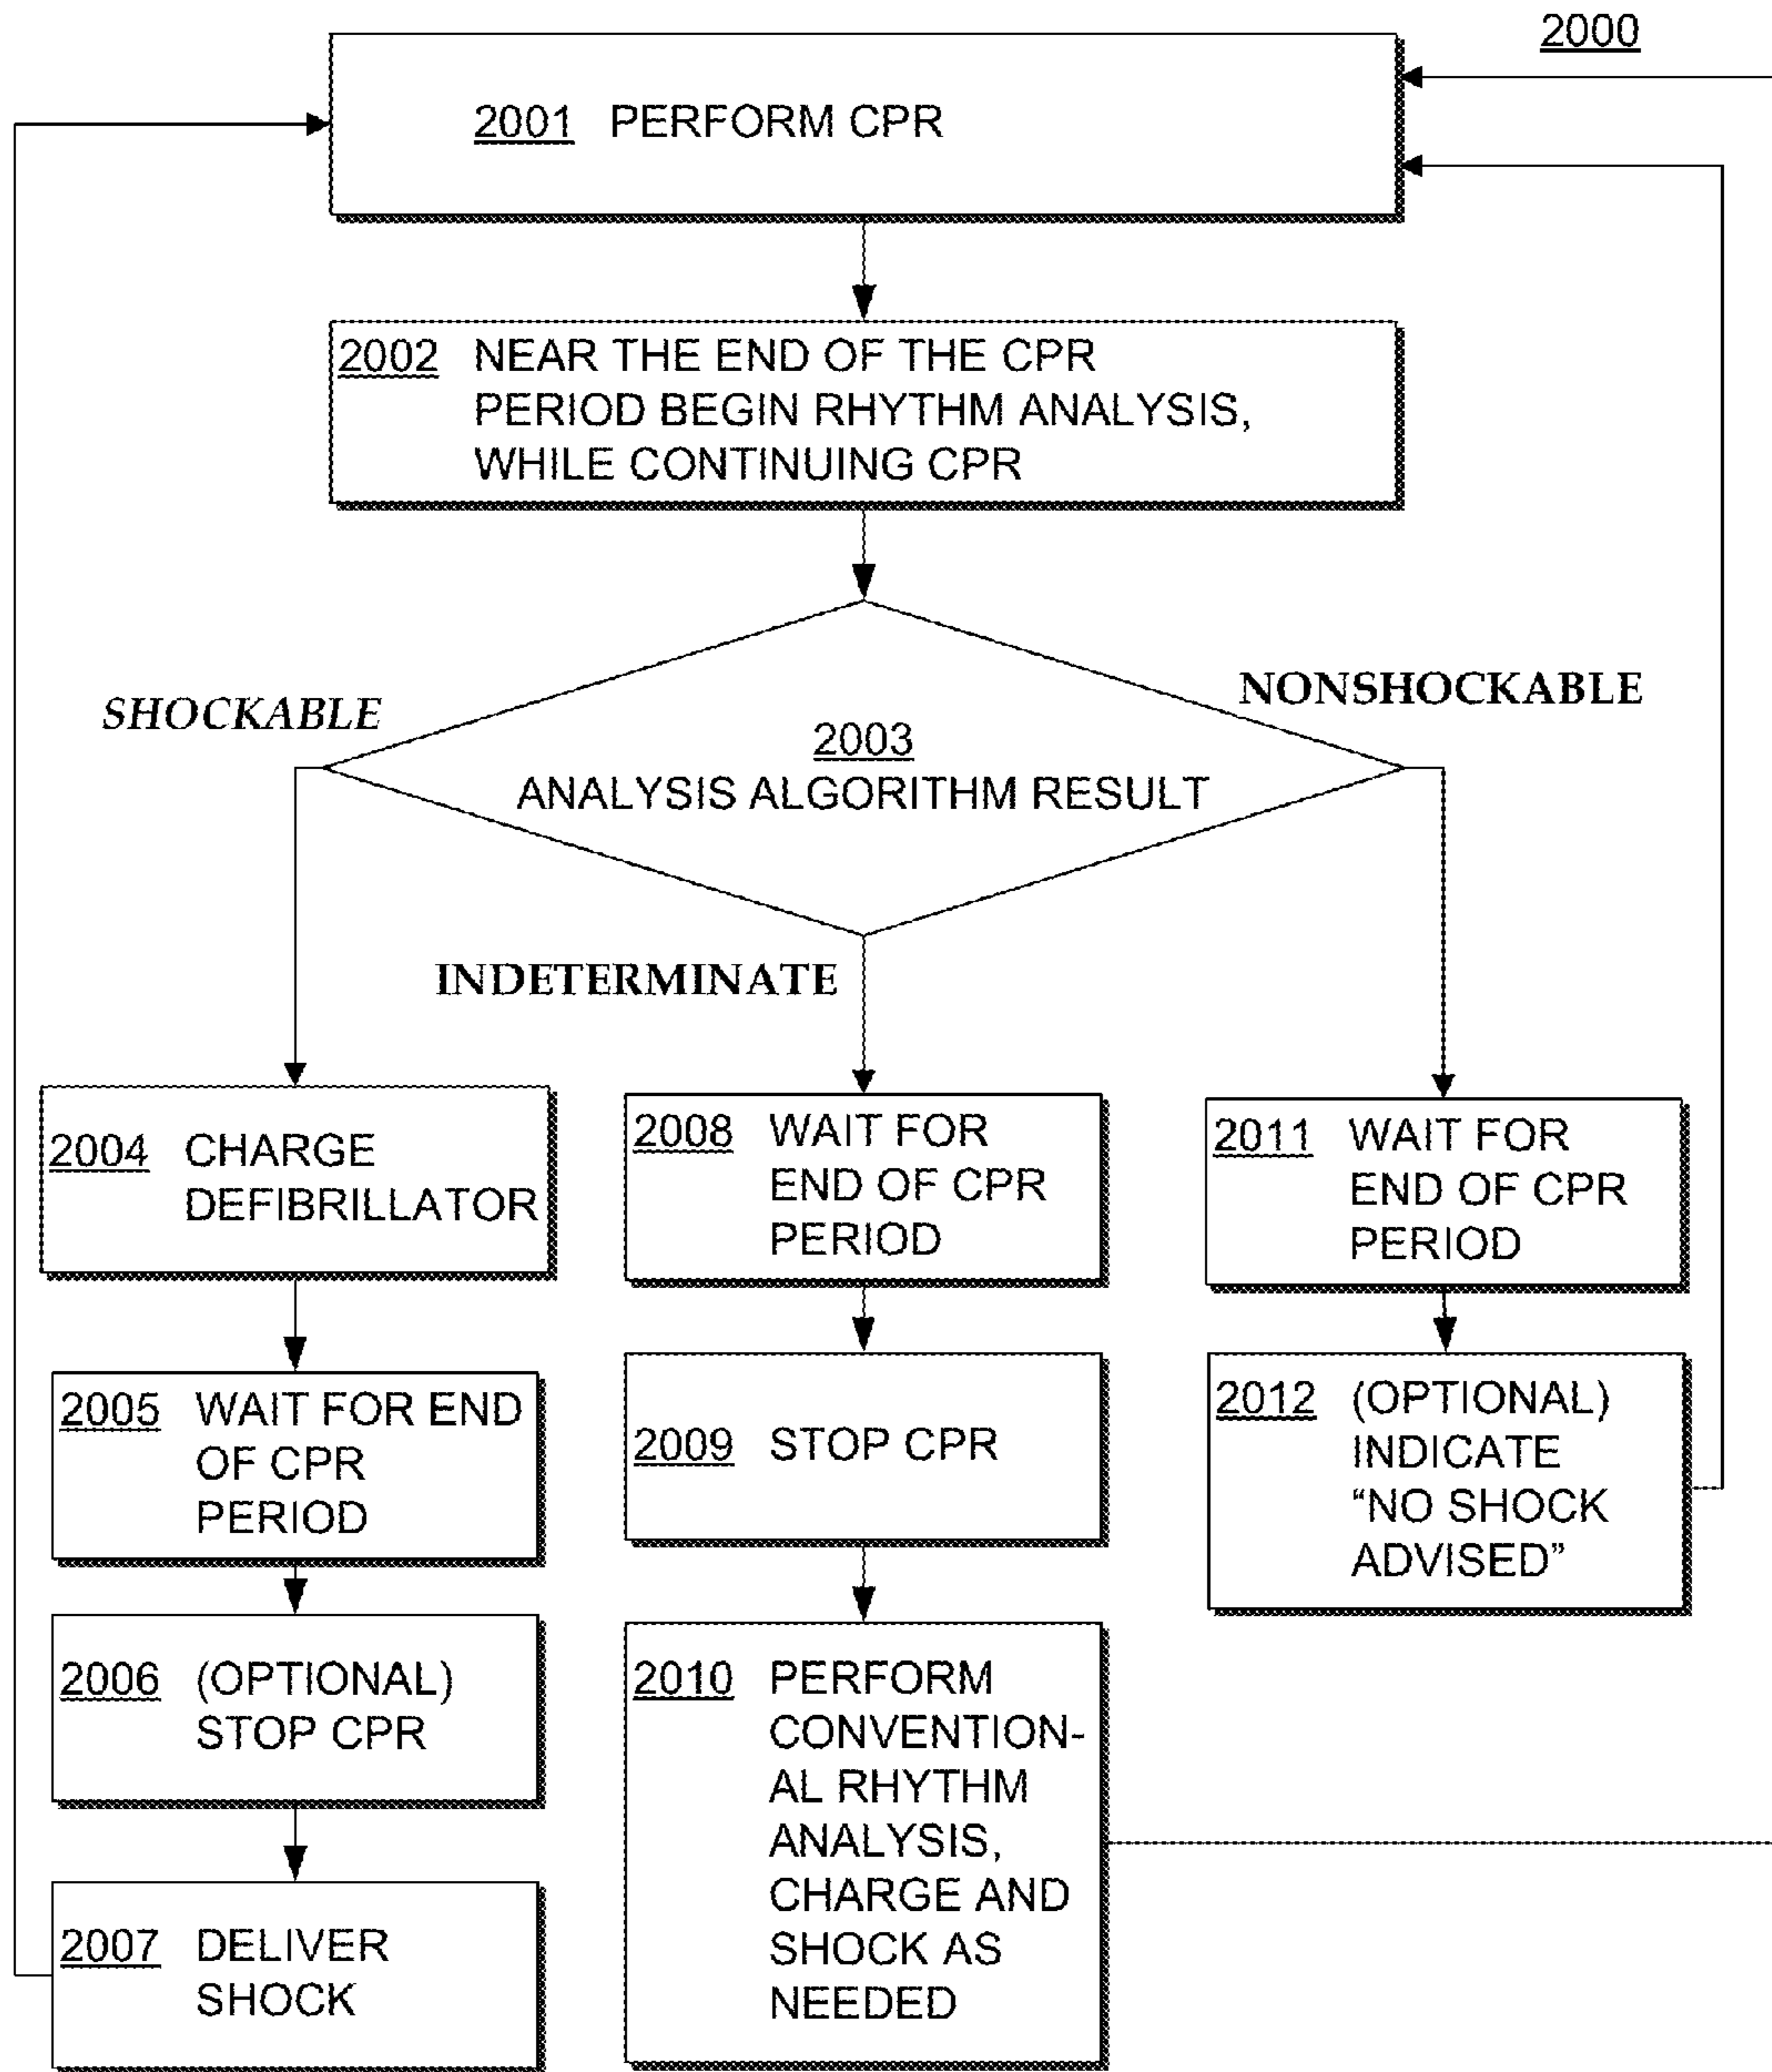 2000
2001 PERFORM CPR
2002 NEAR THE END OF THE CPR
PERIOD BEGIN RHYTHM ANALYSIS,
WHILE CONTINUING CPR
SHOCKABLE
NONSHOCKABLE
2003
ANALYSIS ALGORITHM RESULT
INDETERMINATE
2004 CHARGE
DEFIBRILLATOR
2005 WAIT FOR END
OF CPR
PERIOD
2006 (OPTIONAL)
STOP CPR
2007 DELIVER
SHOCK
2008 WAIT FOR
END OF CPR
PERIOD
2009 STOP CPR
2010 PERFORM
CONVENTION-
AL RHYTHM
ANALYSIS,
CHARGE AND
SHOCK AS
NEEDED
2011 WAIT FOR
END OF CPR
PERIOD
2012 (OPTIONAL)
INDICATE
“NO SHOCK
ADVISED”